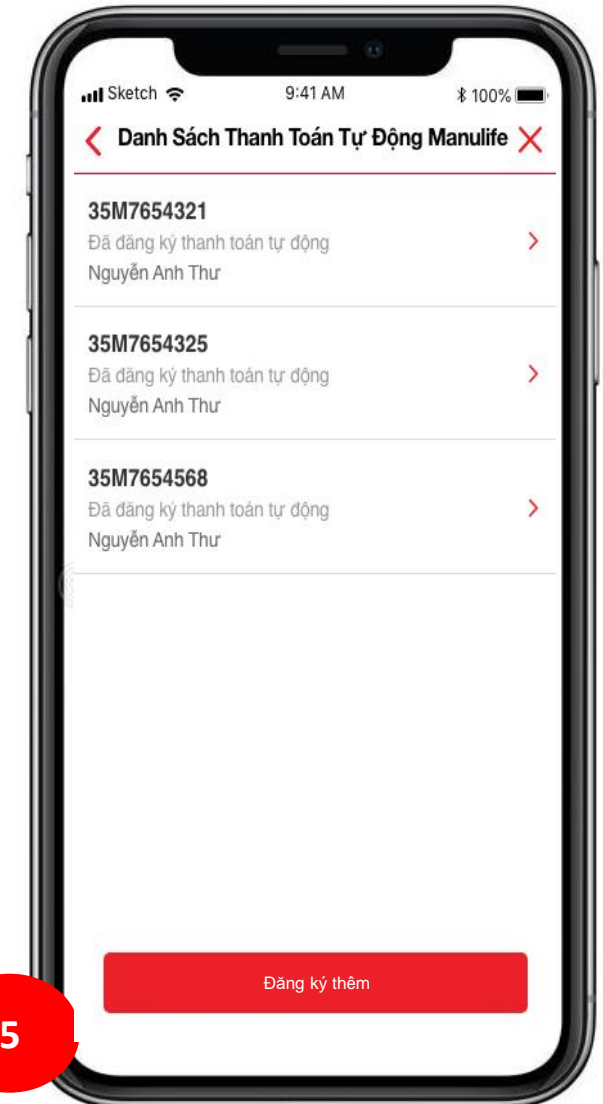 Sketch 9:41 AM 100%
Danh Sách Thanh Toán Tự Động Manulife
35M7654321
Đã đăng ký thanh toán tự động
Nguyễn Anh Thư
35M7654325
Đã đăng ký thanh toán tự động
Nguyễn Anh Thư
35M7654568
Đã đăng ký thanh toán tự động
Nguyễn Anh Thư
Đăng ký thêm
5